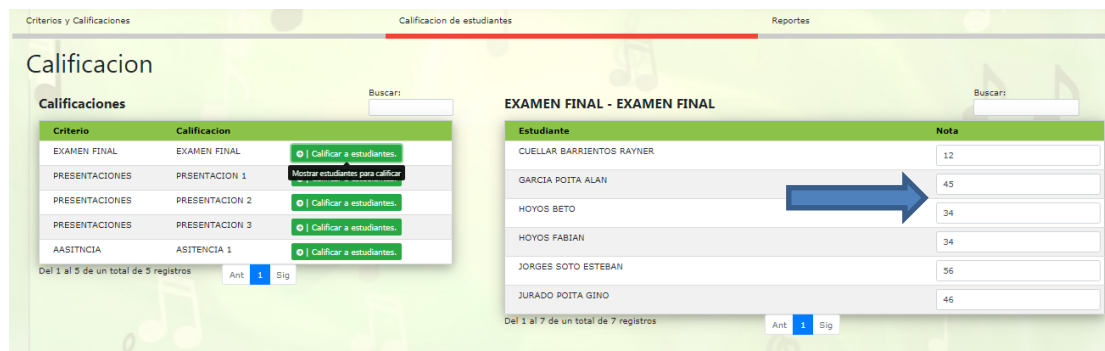 Criterios y Calificaciones Calificacion de estudiantes Reportes
Calificacion
Calificaciones
Buscar:
Criterio Calificacion
EXAMEN FINAL EXAMEN FINAL | Calificar a estudiantes.
Mostrar estudiantes para calificar
PRESENTACIONES PRSENTACION 1 | Calificar a estudiantes.
PRESENTACIONES PRESENTACION 2 | Calificar a estudiantes.
PRESENTACIONES PRESENTACION 3 | Calificar a estudiantes.
AASITNCIA ASITENCIA 1 | Calificar a estudiantes.
Del 1 al 5 de un total de 5 registros Ant 1 Sig
EXAMEN FINAL - EXAMEN FINAL
Buscar:
Estudiante Nota
CUELLAR BARRIENTOS RAYNER 12
GARCIA POITA ALAN 45
HOYOS BETO 34
HOYOS FABIAN 34
JORGES SOTO ESTEBAN 56
JURADO POITA GINO 46
Del 1 al 7 de un total de 7 registros Ant 1 Sig